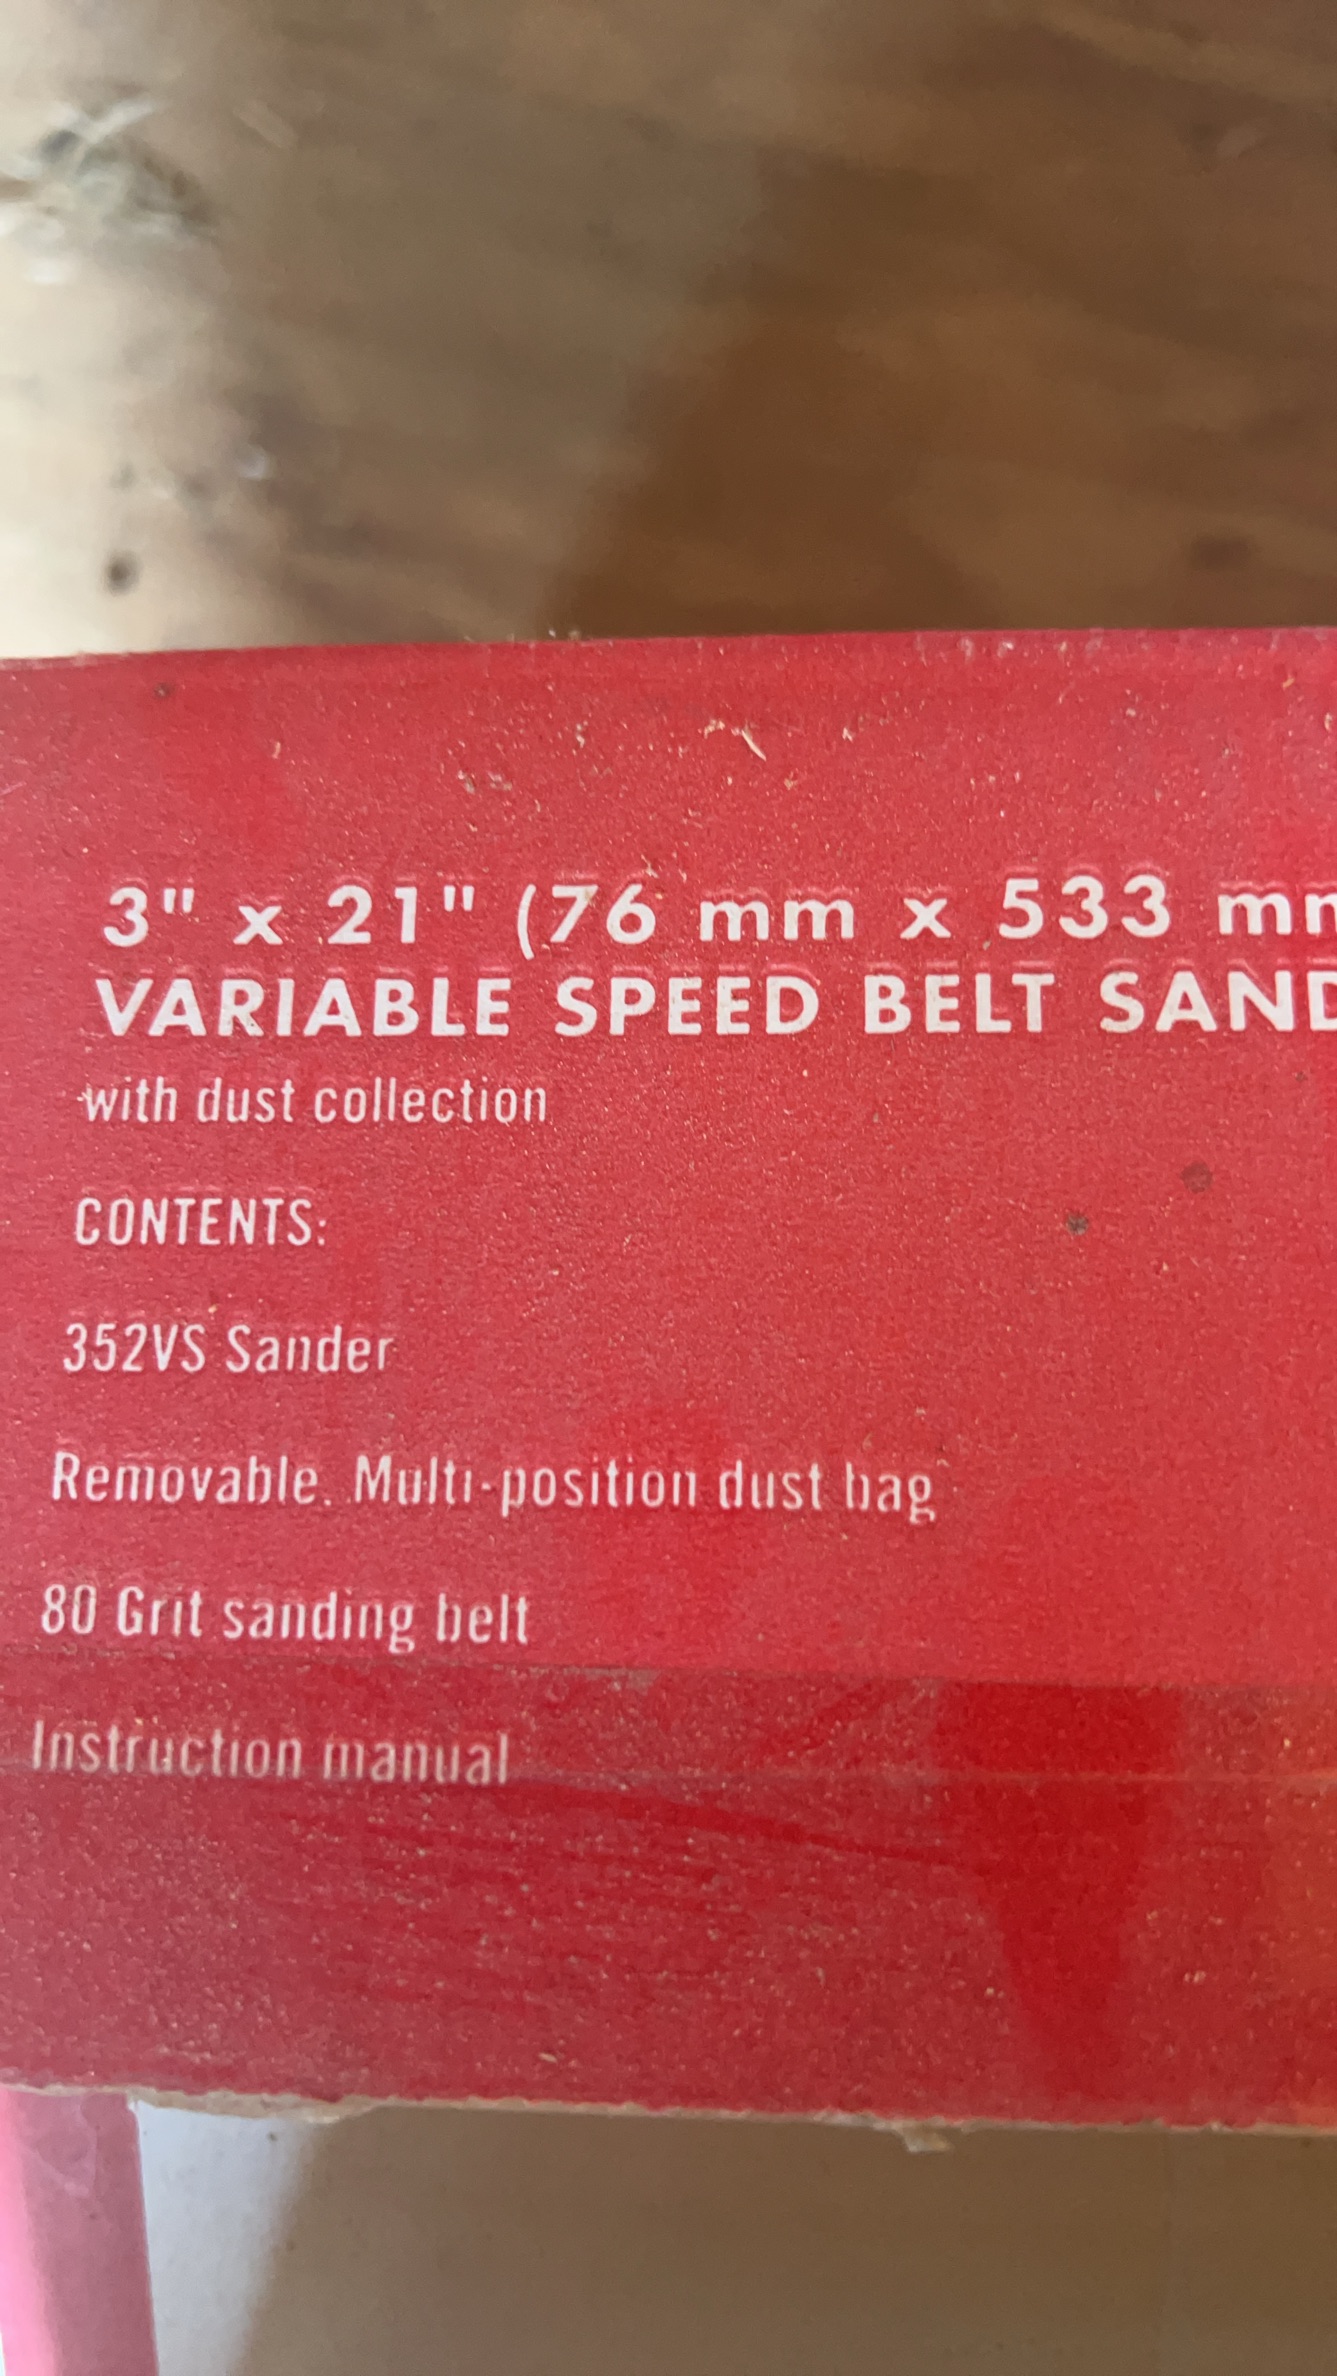 3" x 21" (76 mm x 533 mm
VARIABLE SPEED BELT SAND
with dust collection
CONTENTS:
352VS Sander
Removable. Multi-position dust bag
80 Grit sanding belt
Instruction manual